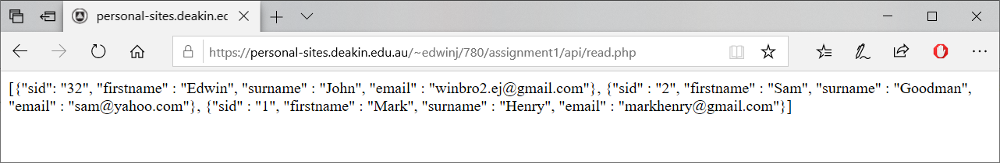 personal-sites.deakin.ec
https://personal-sites.deakin.edu.au/~edwinj/780/assignment1/api/read.php
[{"sid": "32", "firstname" : "Edwin", "surname" : "John", "email" : "winbro2.ej@gmail.com"}, {"sid" : "2", "firstname" : "Sam", "surname" : "Goodman",
"email" : "sam@yahoo.com"}, {"sid" : "1", "firstname" : "Mark", "surname" : "Henry", "email" : "markhenry@gmail.com"}]